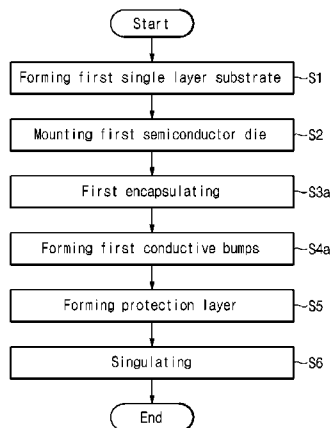 Start
Forming first single layer substrate S1
Mounting first semiconductor die S2
First encapsulating S3a
Forming first conductive bumps S4a
Forming protection layer S5
Singulating S6
End